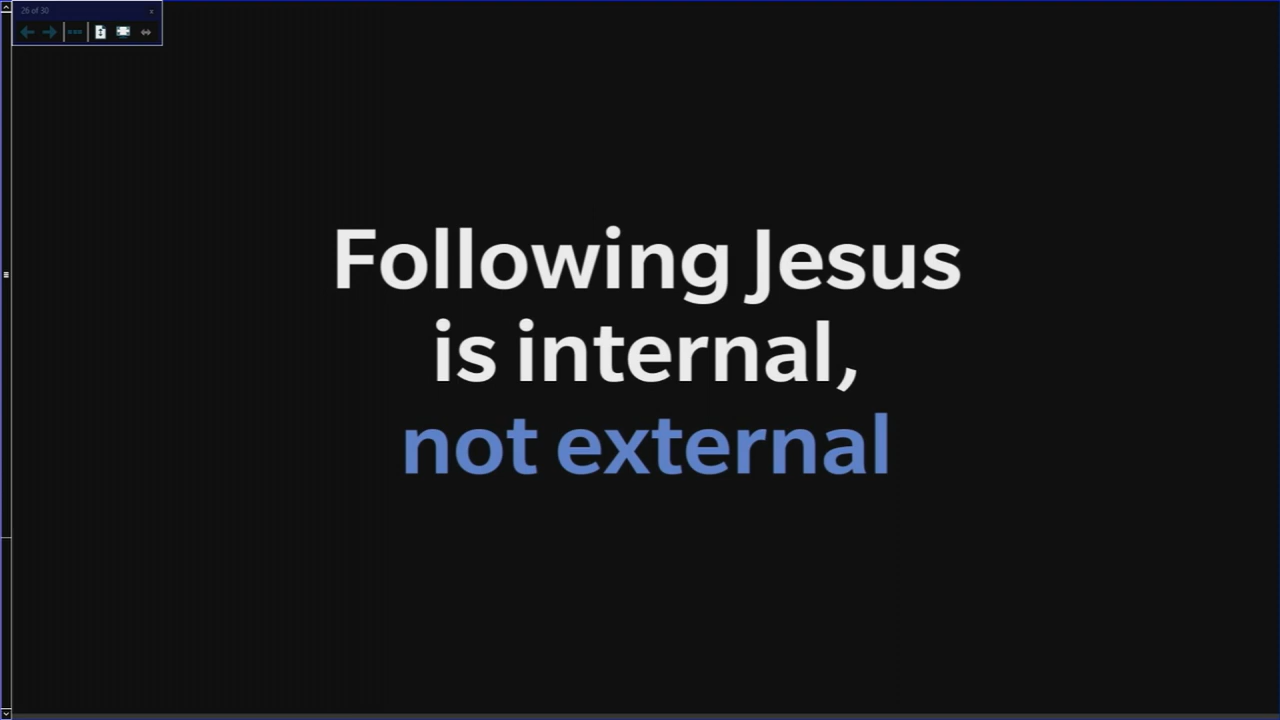 26 of 30
x
Following Jesus
is internal,
not external